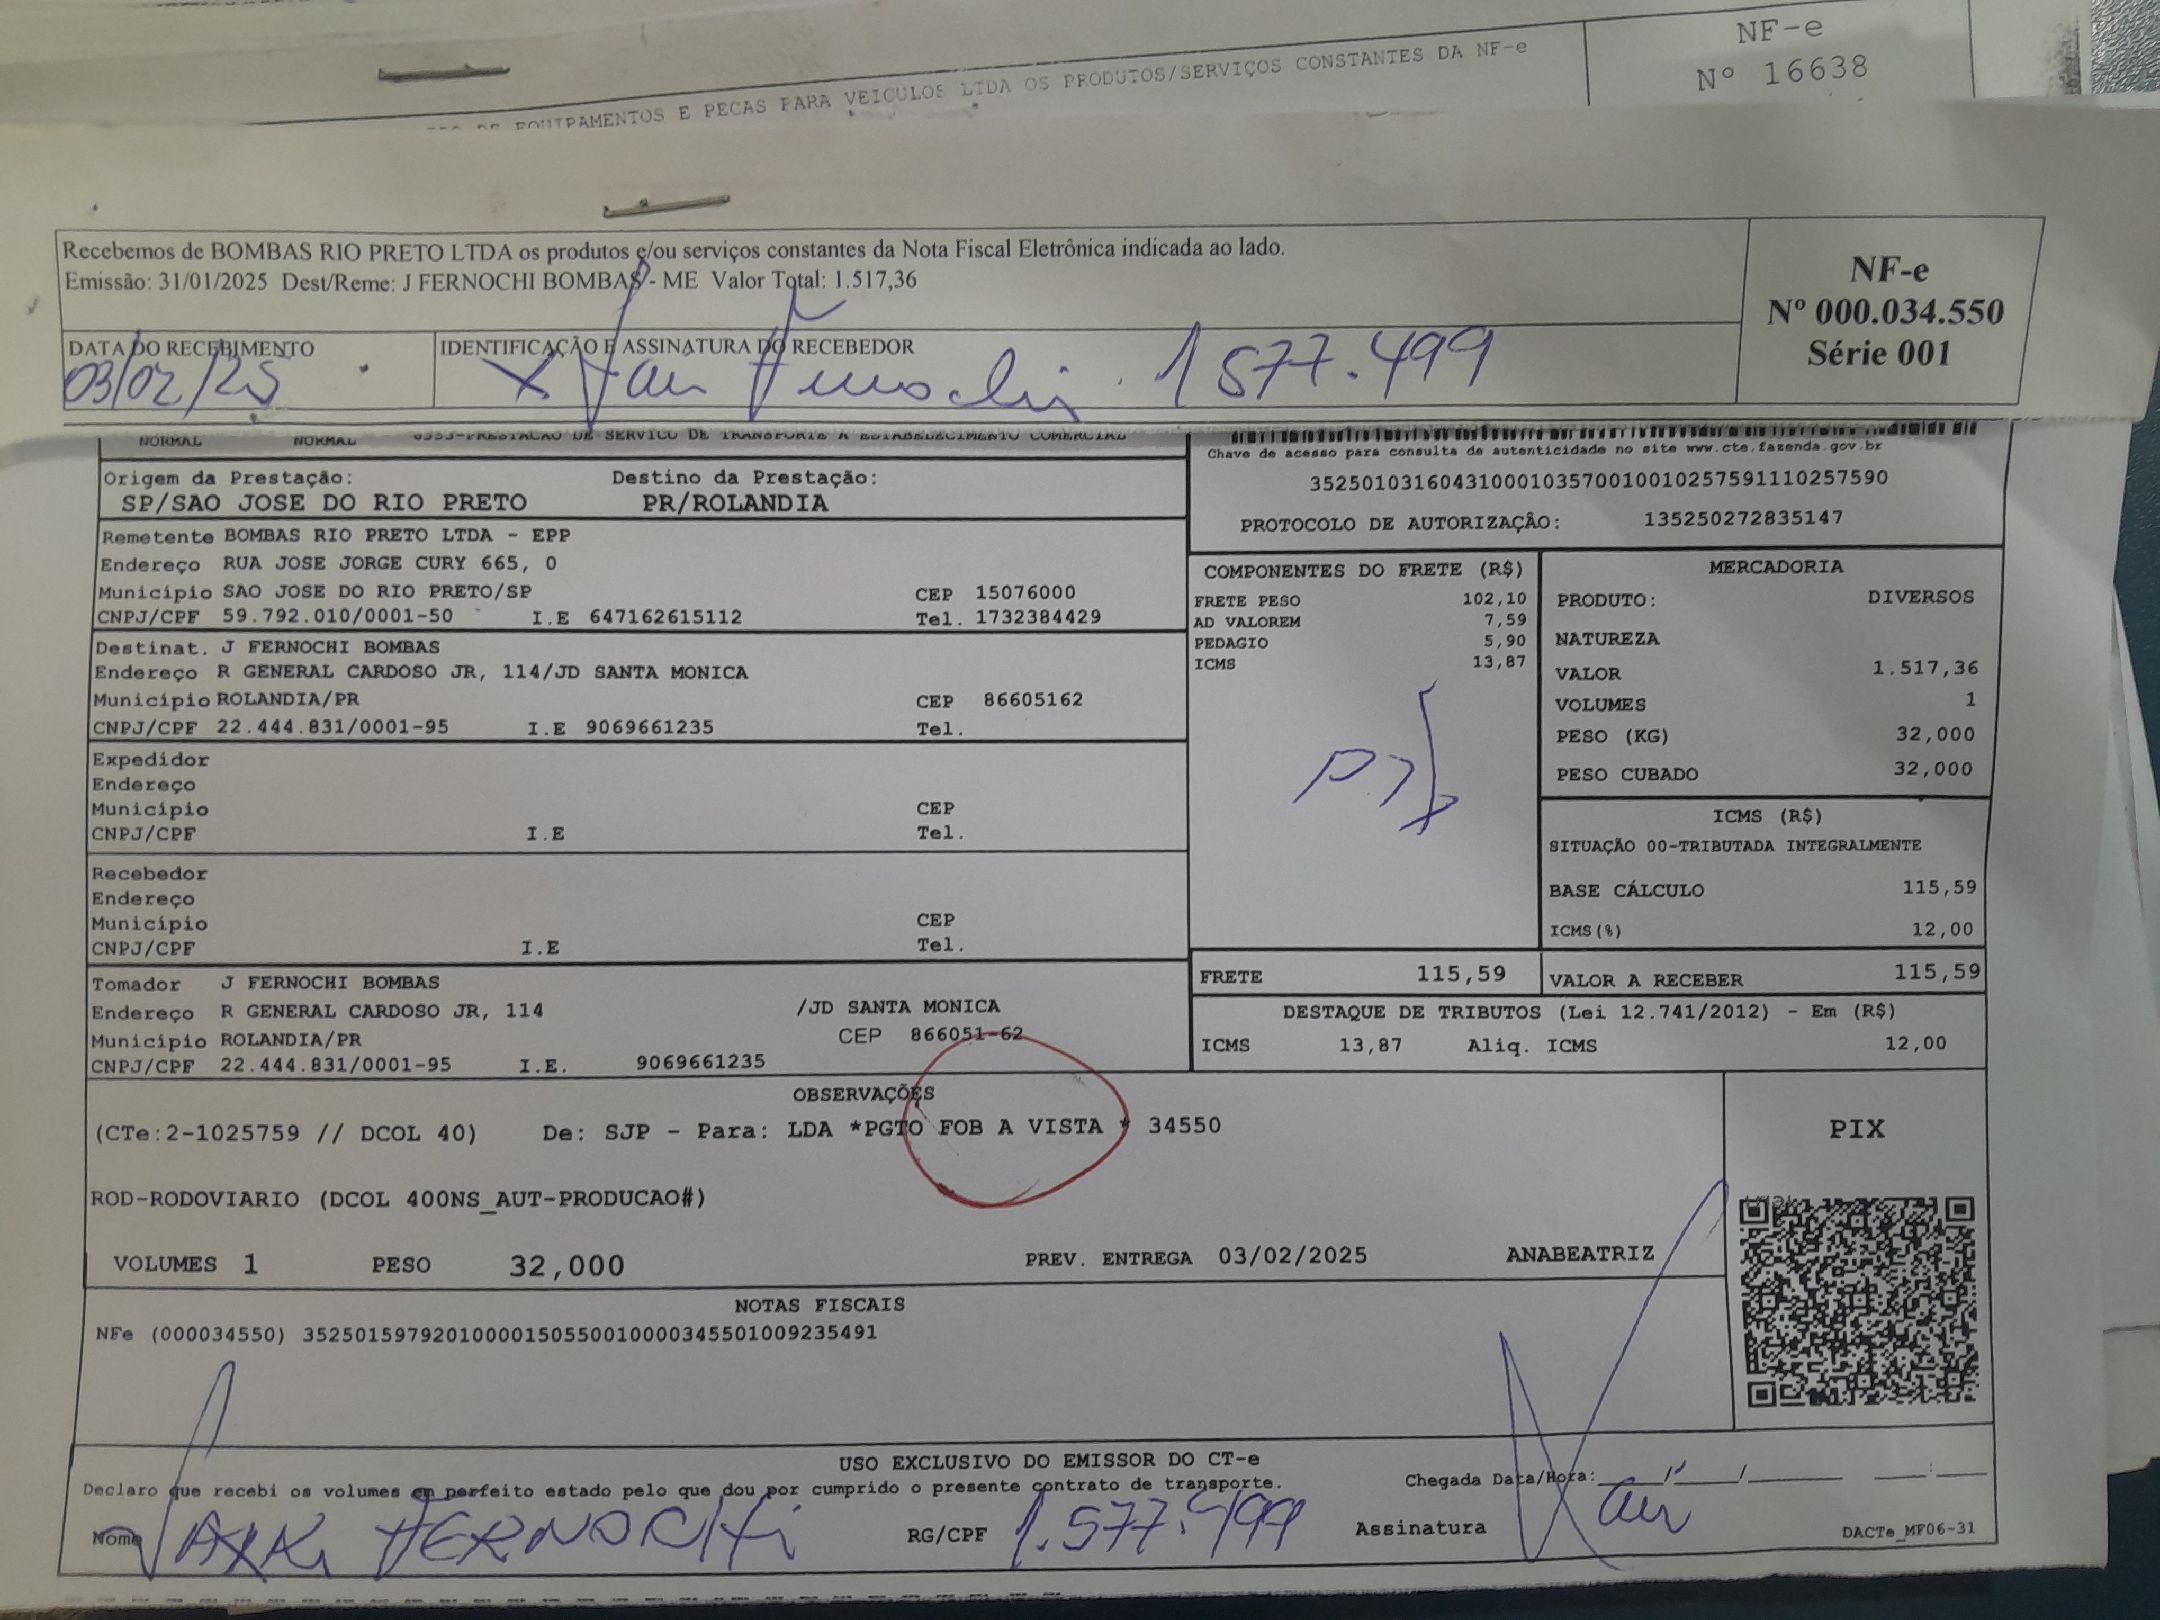 NF-e
Nº 16638
DE EQUIPAMENTOS E PECAS PARA VEICULOS LTDA OS PRODUTOS/SERVIÇOS CONSTANTES DA NF-e
Recebemos de BOMBAS RIO PRETO LTDA os produtos e/ou serviços constantes da Nota Fiscal Eletrônica indicada ao lado.
Emissão: 31/01/2025 Dest/Reme: J FERNOCHI BOMBAS - ME Valor Total: 1.517,36
NF-e
Nº 000.034.550
Série 001
DATA DO RECEBIMENTO
03/02/25
IDENTIFICAÇÃO E ASSINATURA DO RECEBEDOR
1577.499
NORMAL NORMAL 6353-PRESTACAO DE SERVICO DE TRANSPORTE A ESTABELECIMENTO COMERCIAL
Chave de acesso para consulta de autenticidade no site www.cte.fazenda.gov.br
35250103160431000103570010010257591110257590
PROTOCOLO DE AUTORIZAÇÃO: 135250272835147
Origem da Prestação: Destino da Prestação:
SP/SAO JOSE DO RIO PRETO PR/ROLANDIA
Remetente BOMBAS RIO PRETO LTDA - EPP
Endereço RUA JOSE JORGE CURY 665, 0
Município SAO JOSE DO RIO PRETO/SP CEP 15076000
CNPJ/CPF 59.792.010/0001-50 I.E 647162615112 Tel. 1732384429
Destinat. J FERNOCHI BOMBAS
Endereço R GENERAL CARDOSO JR, 114/JD SANTA MONICA
Município ROLANDIA/PR CEP 86605162
CNPJ/CPF 22.444.831/0001-95 I.E 9069661235 Tel.
Expedidor
Endereço
Município CEP
CNPJ/CPF I.E Tel.
Recebedor
Endereço
Município CEP
CNPJ/CPF I.E Tel.
Tomador J FERNOCHI BOMBAS
Endereço R GENERAL CARDOSO JR, 114 /JD SANTA MONICA
Município ROLANDIA/PR CEP 866051-62
CNPJ/CPF 22.444.831/0001-95 I.E. 9069661235
COMPONENTES DO FRETE (R$)
FRETE PESO 102,10
AD VALOREM 7,59
PEDAGIO 5,90
ICMS 13,87
MERCADORIA
PRODUTO: DIVERSOS
NATUREZA
VALOR 1.517,36
VOLUMES 1
PESO (KG) 32,000
PESO CUBADO 32,000
ICMS (R$)
SITUAÇÃO 00-TRIBUTADA INTEGRALMENTE
BASE CÁLCULO 115,59
ICMS(%) 12,00
FRETE 115,59
VALOR A RECEBER 115,59
DESTAQUE DE TRIBUTOS (Lei 12.741/2012) - Em (R$)
ICMS 13,87 Aliq. ICMS 12,00
OBSERVAÇÕES
(CTe:2-1025759 // DCOL 40) De: SJP - Para: LDA *PGTO FOB A VISTA * 34550
ROD-RODOVIARIO (DCOL 400NS_AUT-PRODUCAO#)
VOLUMES 1 PESO 32,000 PREV. ENTREGA 03/02/2025 ANABEATRIZ
PIX
NOTAS FISCAIS
NFe (000034550) 35250159792010000150550010000345501009235491
USO EXCLUSIVO DO EMISSOR DO CT-e
Declaro que recebi os volumes em perfeito estado pelo que dou por cumprido o presente contrato de transporte.
Chegada Data/Hora: / / :
Nome FERNOCHI RG/CPF 1.577.499 Assinatura
DACTe_MF06-31